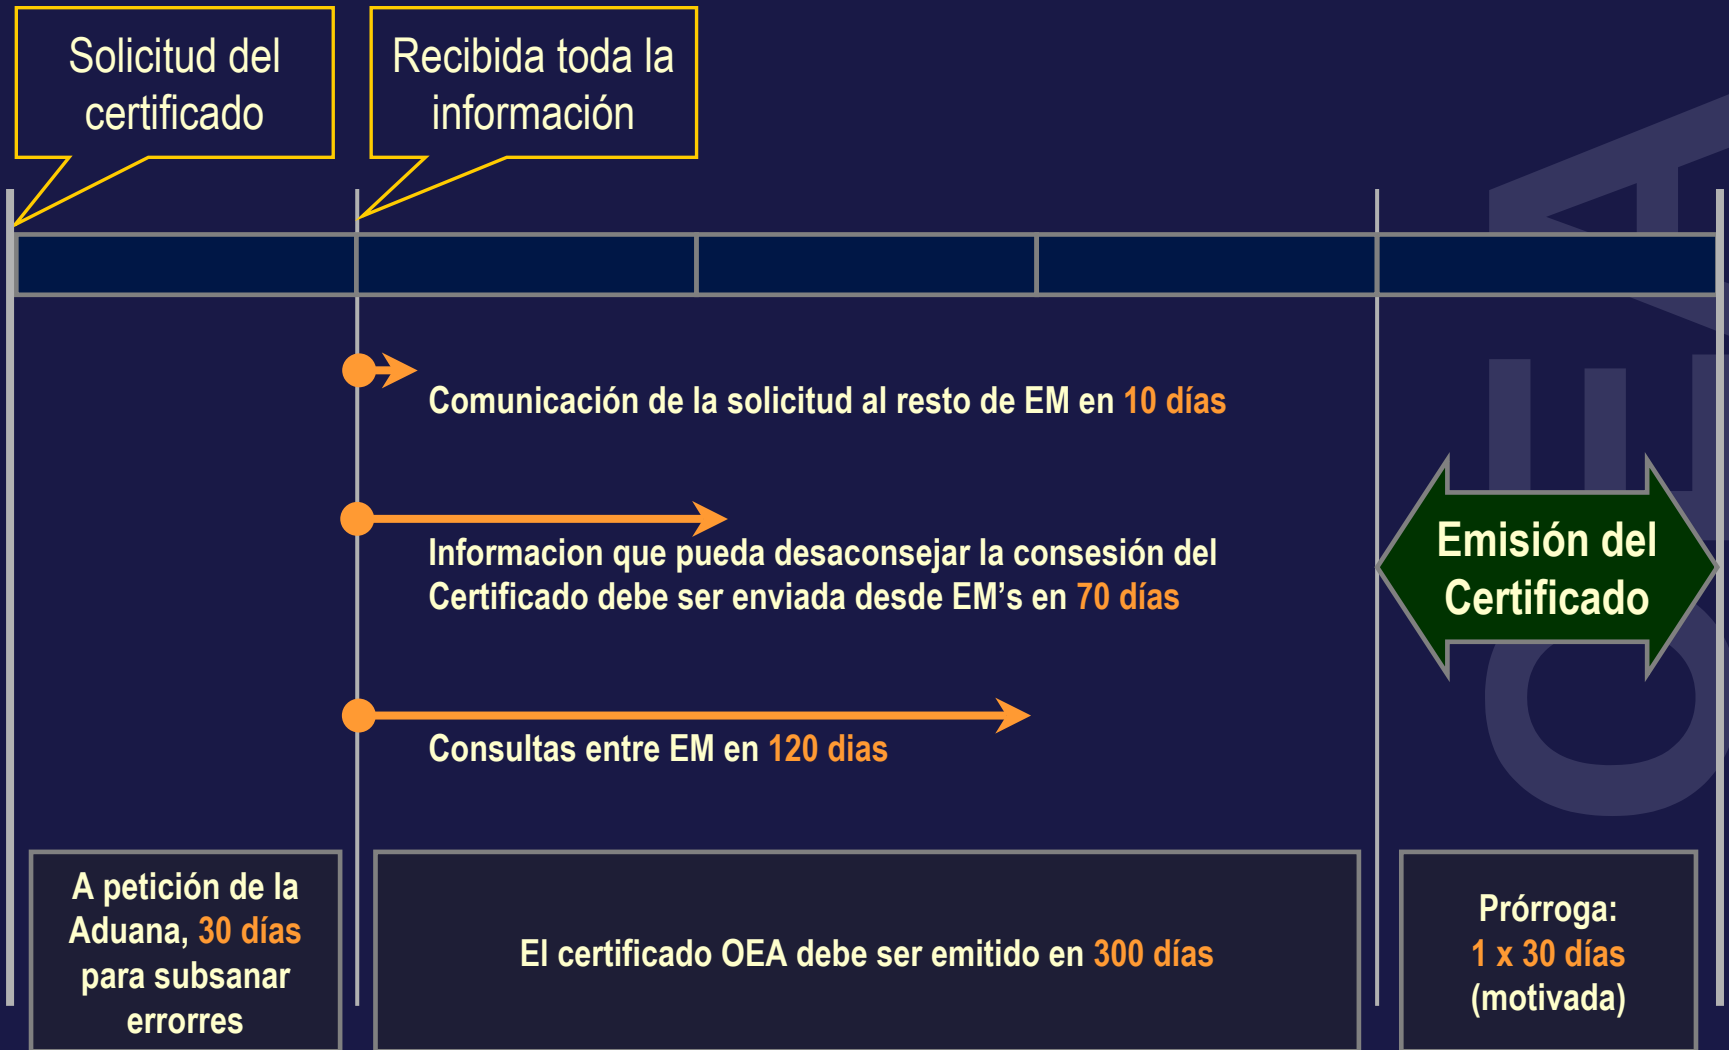 Solicitud del
certificado
Recibida toda la
información
Comunicación de la solicitud al resto de EM en 10 días
Informacion que pueda desaconsejar la consesión del
Certificado debe ser enviada desde EM's en 70 días
Consultas entre EM en 120 dias
Emisión del
Certificado
A petición de la
Aduana, 30 días
para subsanar
errorres
El certificado OEA debe ser emitido en 300 días
Prórroga:
1 x 30 días
(motivada)
OEA